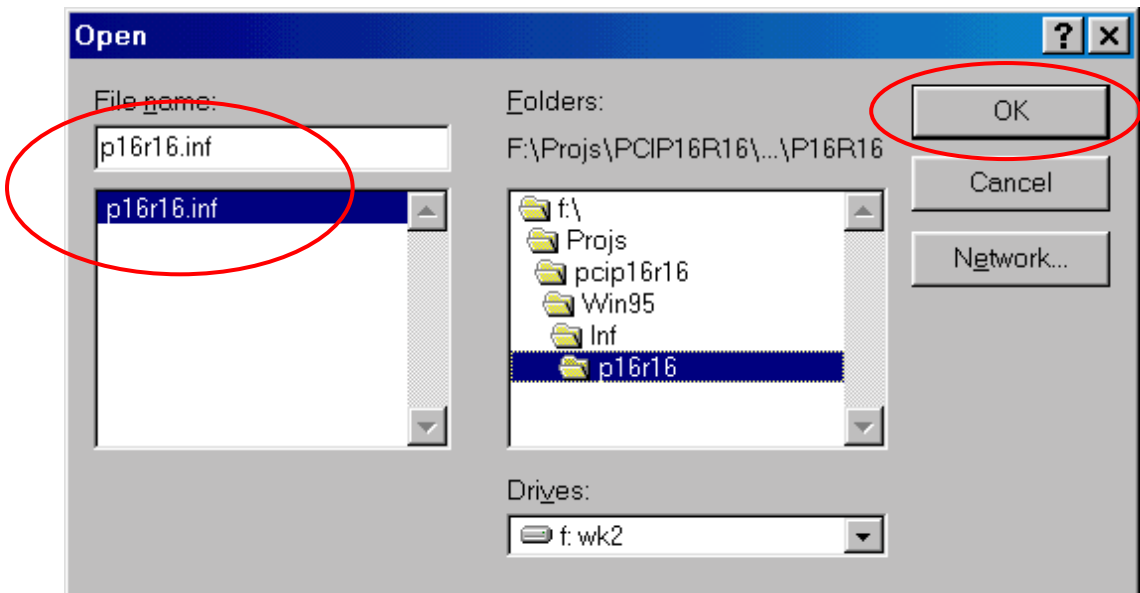 Open
File name:
p16r16.inf
p16r16.inf
Folders:
F:\Projs\PCIP16R16\...\P16R16
f:\
Projs
pcip16r16
Win95
Inf
p16r16
Drives:
f: wk2
OK
Cancel
Network...